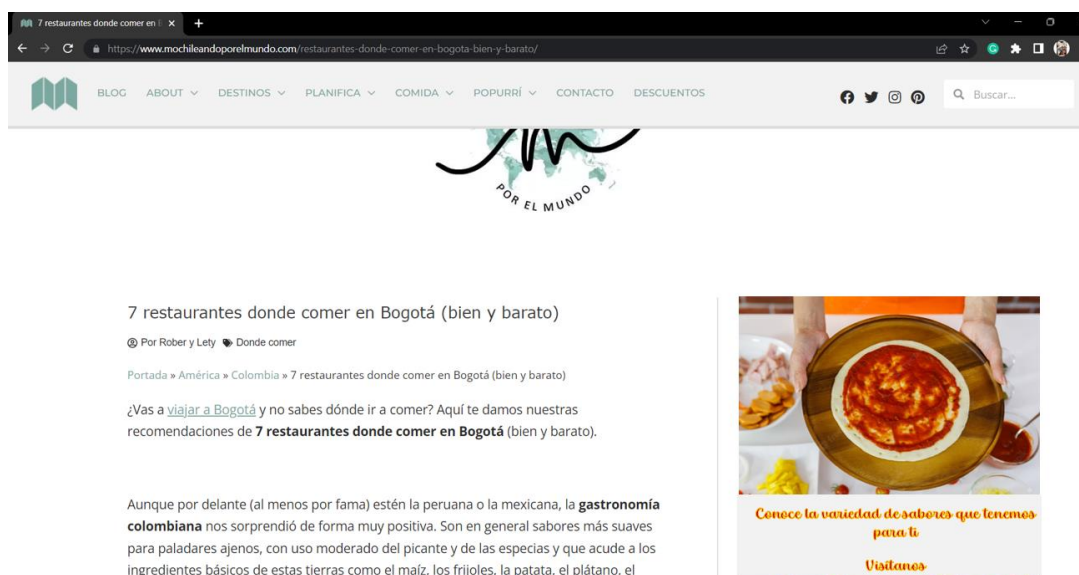 7 restaurantes donde comer en
https://www.mochileandoporelmundo.com/restaurantes-donde-comer-en-bogota-bien-y-barato/
BLOG ABOUT DESTINOS PLANIFICA COMIDA POPURRÍ CONTACTO DESCUENTOS
Buscar...
POR EL MUNDO
7 restaurantes donde comer en Bogotá (bien y barato)
Por Rober y Lety Donde comer
Portada » América » Colombia » 7 restaurantes donde comer en Bogotá (bien y barato)
¿Vas a viajar a Bogotá y no sabes dónde ir a comer? Aquí te damos nuestras
recomendaciones de 7 restaurantes donde comer en Bogotá (bien y barato).
Aunque por delante (al menos por fama) estén la peruana o la mexicana, la gastronomía
colombiana nos sorprendió de forma muy positiva. Son en general sabores más suaves
para paladares ajenos, con uso moderado del picante y de las especias y que acude a los
ingredientes básicos de estas tierras como el maíz, los frijoles, la patata, el plátano, el
Conoce la variedad de sabores que tenemos
para ti
Visítanos